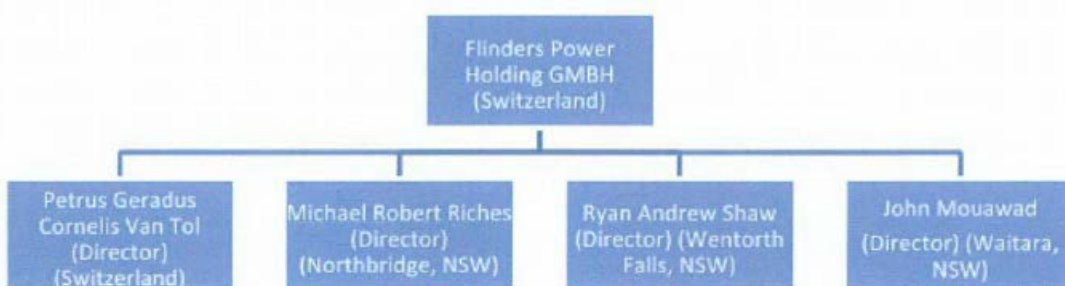 Flinders Power
Holding GMBH
(Switzerland)
Petrus Geradus
Cornelis Van Tol
(Director)
(Switzerland)
Michael Robert Riches
(Director)
(Northbridge, NSW)
Ryan Andrew Shaw
(Director) (Wentorth
Falls, NSW)
John Mouawad
(Director) (Waitara,
NSW)